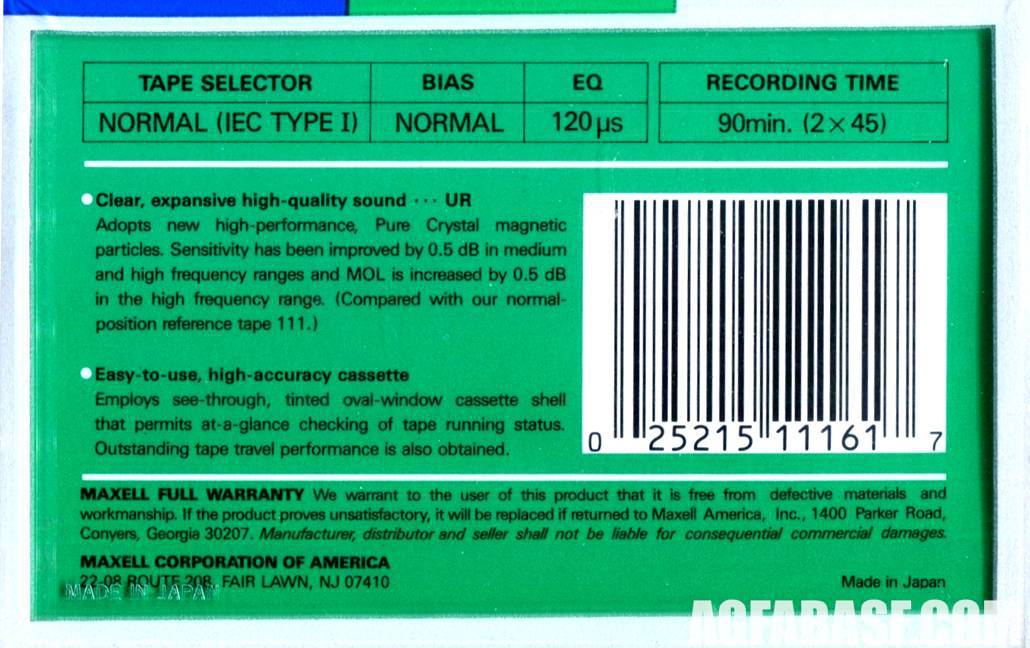 TAPE SELECTOR BIAS EQ RECORDING TIME
NORMAL (IEC TYPE I) NORMAL 120 µs 90min. (2 × 45)
●Clear, expansive high-quality sound ··· UR
Adopts new high-performance, Pure Crystal magnetic
particles. Sensitivity has been improved by 0.5 dB in medium
and high frequency ranges and MOL is increased by 0.5 dB
in the high frequency range. (Compared with our normal-
position reference tape 111.)
●Easy-to-use, high-accuracy cassette
Employs see-through, tinted oval-window cassette shell
that permits at-a-glance checking of tape running status.
Outstanding tape travel performance is also obtained.
0 25215 11161 7
MAXELL FULL WARRANTY We warrant to the user of this product that it is free from defective materials and
workmanship. If the product proves unsatisfactory, it will be replaced if returned to Maxell America, Inc., 1400 Parker Road,
Conyers, Georgia 30207. Manufacturer, distributor and seller shall not be liable for consequential commercial damages.
MAXELL CORPORATION OF AMERICA
22-08 ROUTE 208, FAIR LAWN, NJ 07410
MADE IN JAPAN
Made in Japan
AGFABASE.COM